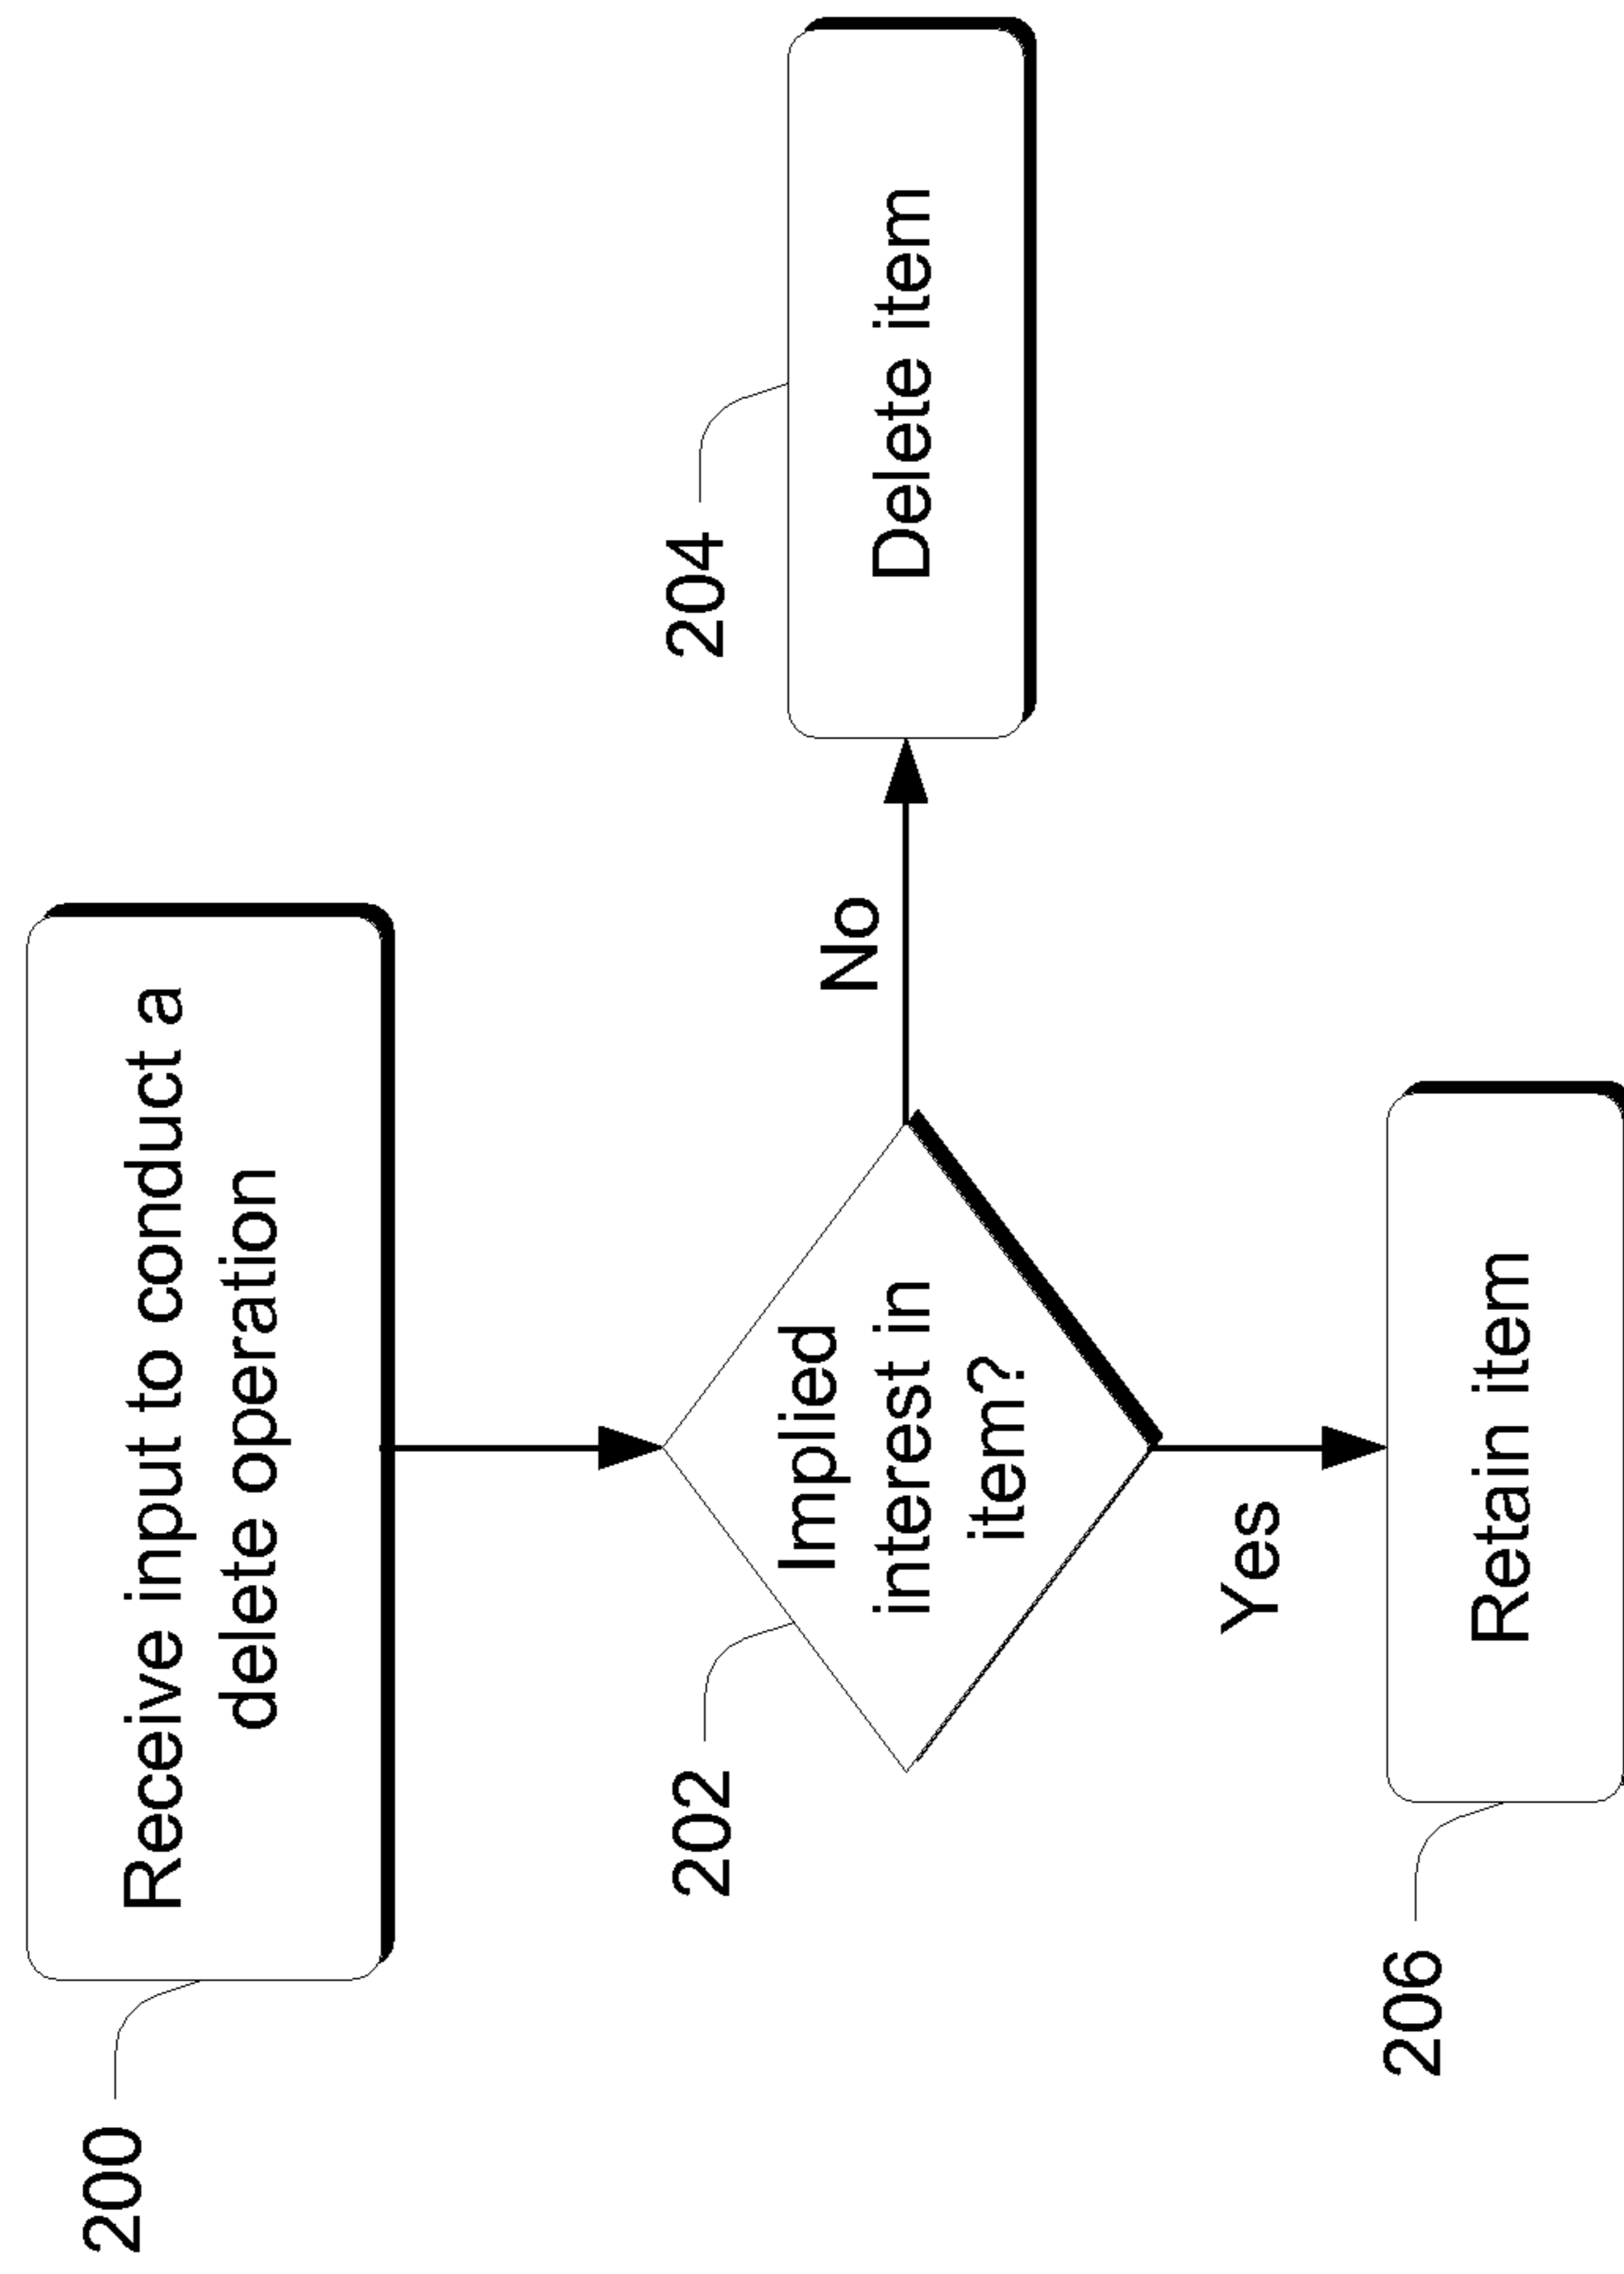 200
Receive input to conduct a
delete operation
202
Implied
interest in
item?
No
204
Delete item
Yes
206
Retain item